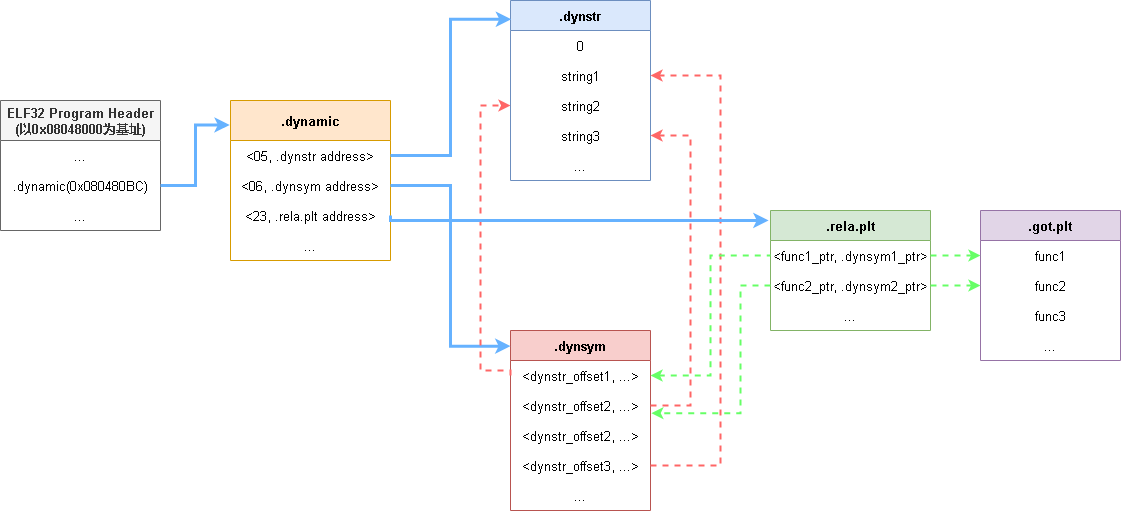 ELF32 Program Header
(以0x08048000为基址)
...
.dynamic(0x080480BC)
...
.dynamic
<05, .dynstr address>
<06, .dynsym address>
<23, .rela.plt address>
...
.dynstr
0
string1
string2
string3
...
.dynsym
<dynstr_offset1, ...>
<dynstr_offset2, ...>
<dynstr_offset2, ...>
<dynstr_offset3, ...>
...
.rela.plt
<func1_ptr, .dynsym1_ptr>
<func2_ptr, .dynsym2_ptr>
...
.got.plt
func1
func2
func3
...